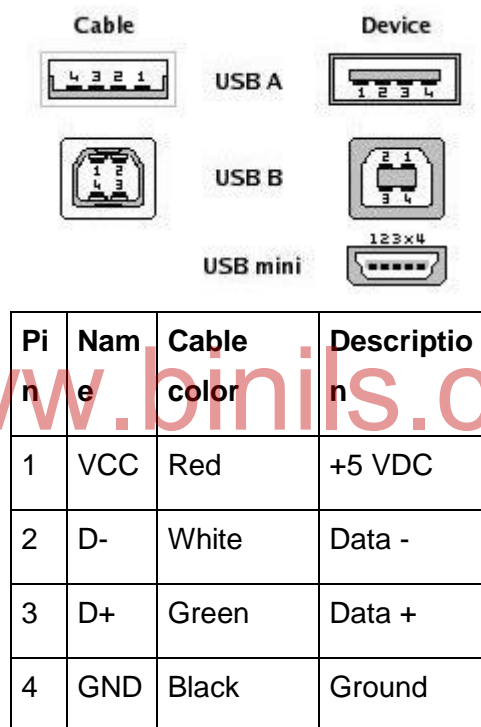 Cable Device
4 3 2 1 USB A 1 2 3 4
1 2 USB B 2 1
4 3 3 4
123x4
USB mini
Pi Nam Cable Descriptio
n e color n
www.binils.c
1 VCC Red +5 VDC
2 D- White Data -
3 D+ Green Data +
4 GND Black Ground